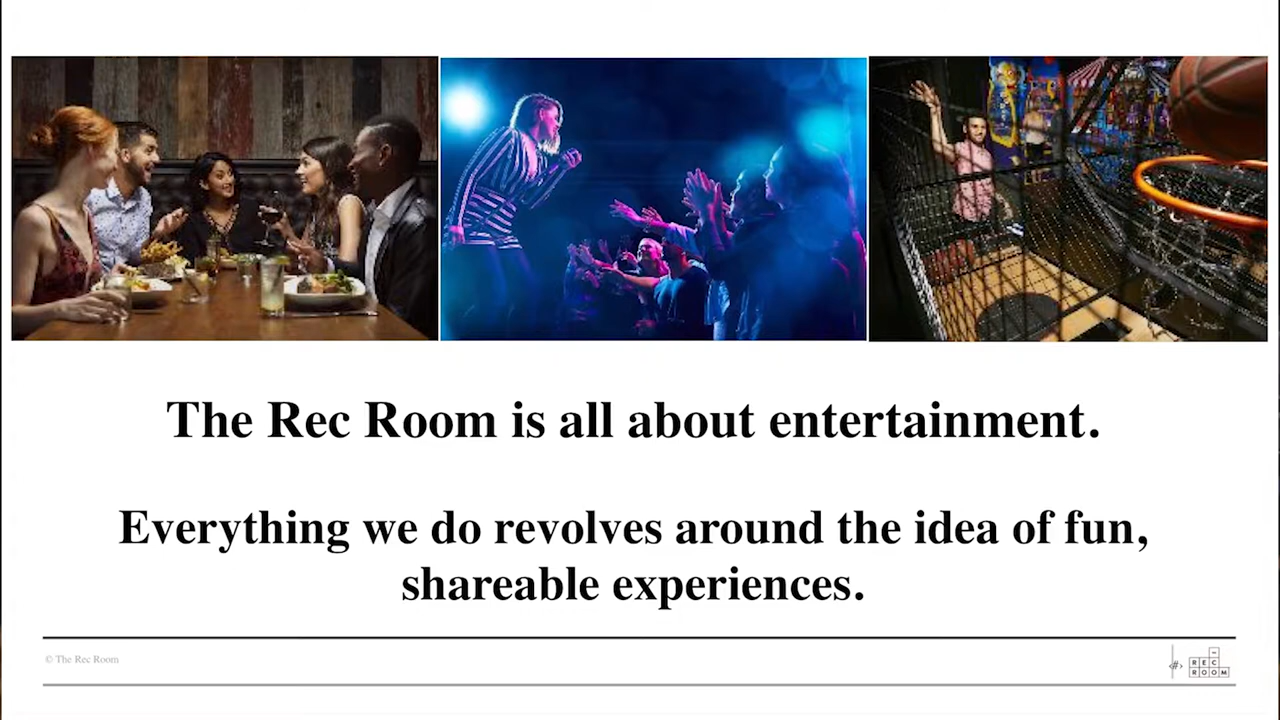 The Rec Room is all about entertainment.
Everything we do revolves around the idea of fun,
shareable experiences.
© The Rec Room
<#>
THE
REC
ROOM